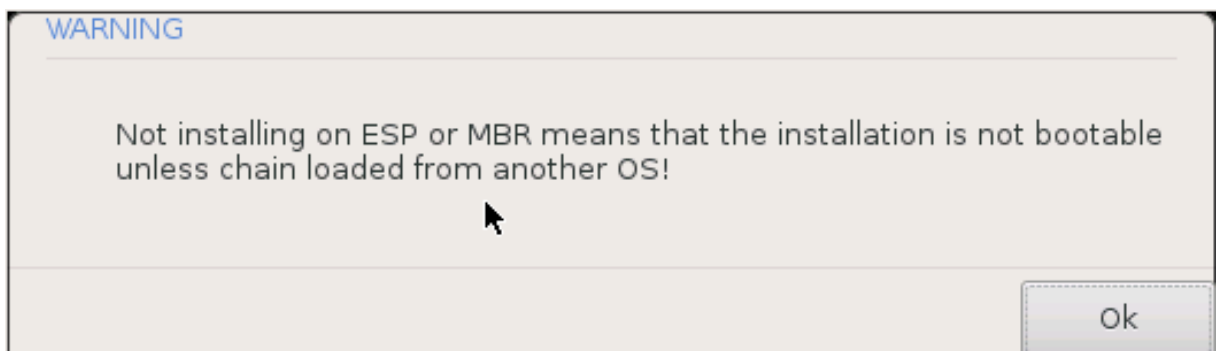 WARNING
Not installing on ESP or MBR means that the installation is not bootable
unless chain loaded from another OS!
Ok